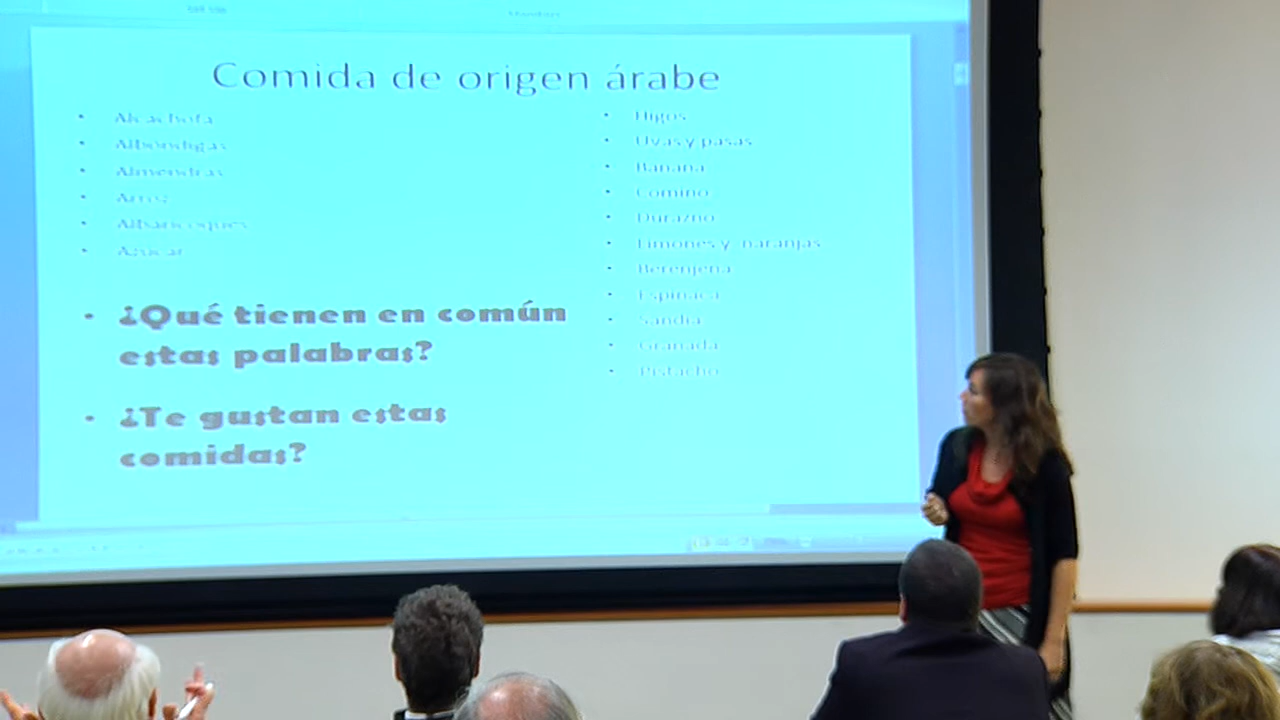 Comida de origen árabe
Alcachofa
Albóndigas
Almendras
Arroz
Albaricoques
Azúcar
¿Qué tienen en común
estas palabras?
¿Te gustan estas
comidas?
Higos
Uvas y pasas
Banana
Comino
Durazno
Limones y naranjas
Berenjena
Espinaca
Sandia
Granada
Pistacho